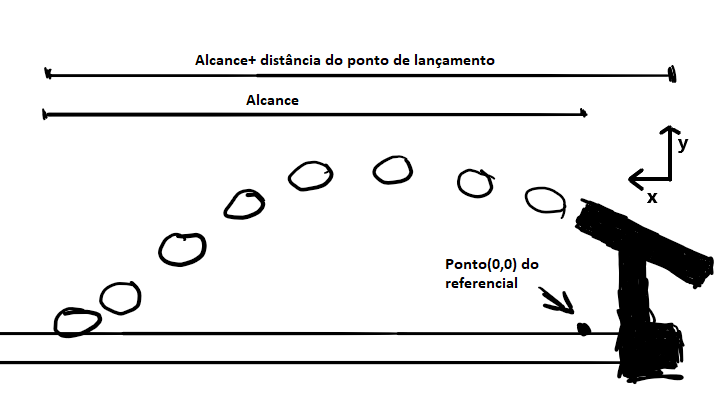 Alcance+ distância do ponto de lançamento
Alcance
y
x
Ponto(0,0) do
referencial